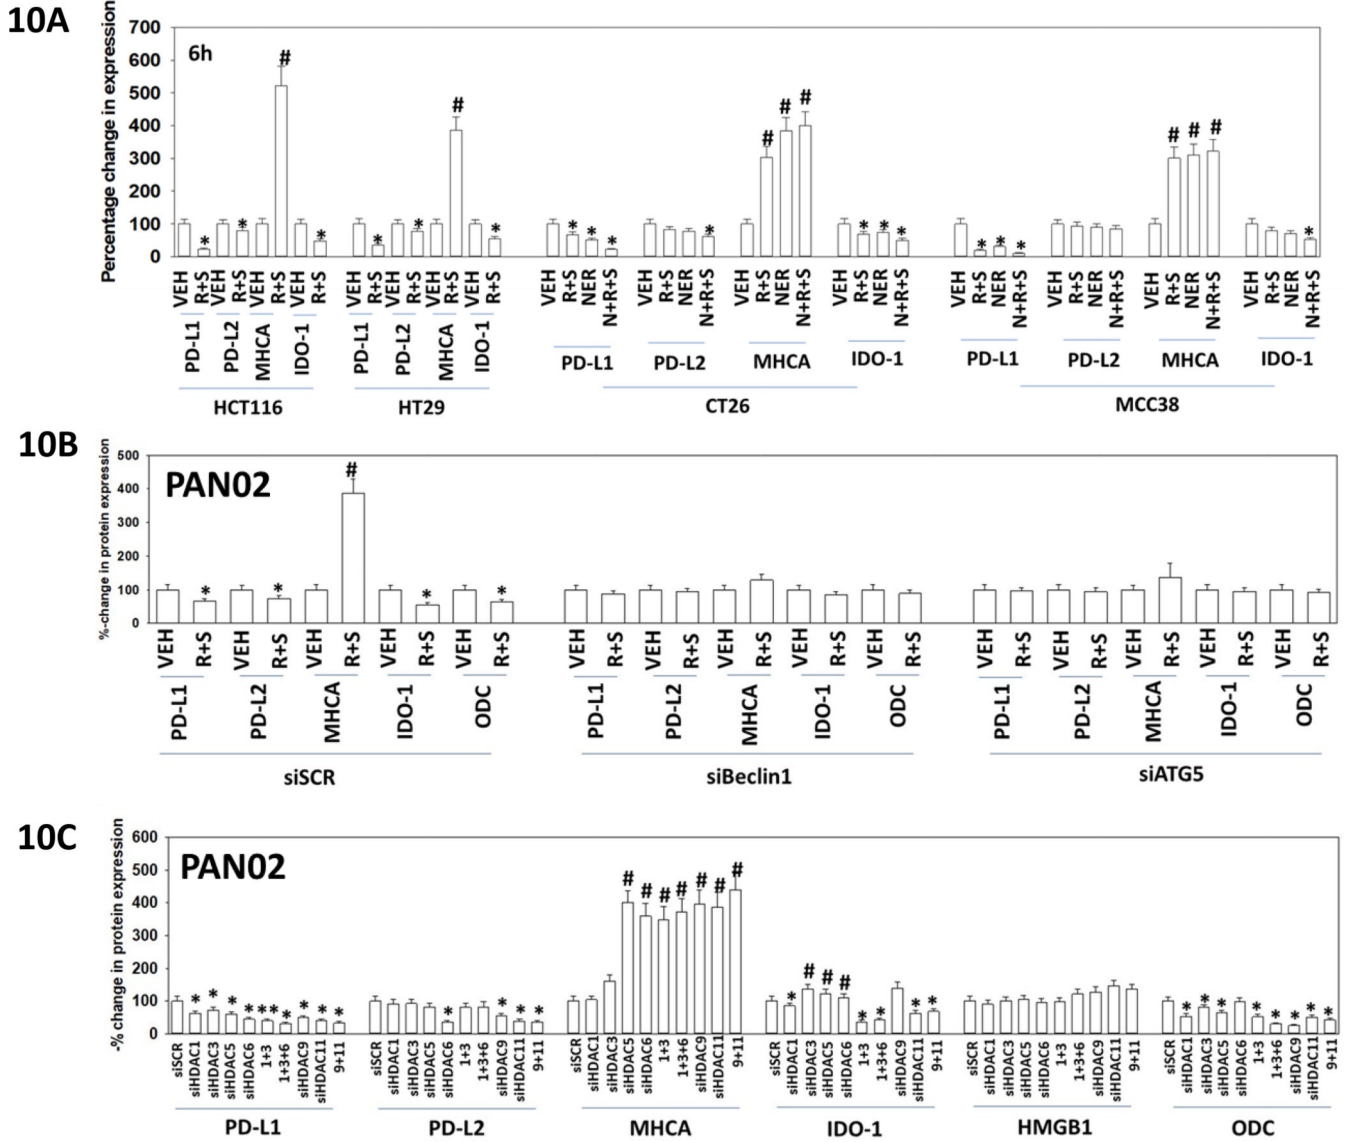 10A
Percentage change in expression
700
600
500
400
300
200
100
0
6h
* * # *
* * # *
* * * * # # # * * *
* * * # # # *
VEH R+S VEH R+S VEH R+S VEH R+S
VEH R+S VEH R+S VEH R+S VEH R+S
VEH R+S NER N+R+S VEH R+S NER N+R+S VEH R+S NER N+R+S VEH R+S NER N+R+S
VEH R+S NER N+R+S VEH R+S NER N+R+S VEH R+S NER N+R+S VEH R+S NER N+R+S
PD-L1 PD-L2 MHCA IDO-1
PD-L1 PD-L2 MHCA IDO-1
PD-L1 PD-L2 MHCA IDO-1
PD-L1 PD-L2 MHCA IDO-1
HCT116 HT29 CT26 MCC38
10B
%-change in protein expression
500
400
300
200
100
0
PAN02
* * # * *
VEH R+S VEH R+S VEH R+S VEH R+S VEH R+S
VEH R+S VEH R+S VEH R+S VEH R+S VEH R+S
VEH R+S VEH R+S VEH R+S VEH R+S VEH R+S
PD-L1 PD-L2 MHCA IDO-1 ODC
PD-L1 PD-L2 MHCA IDO-1 ODC
PD-L1 PD-L2 MHCA IDO-1 ODC
siSCR siBeclin1 siATG5
10C
-% change in protein expression
600
500
400
300
200
100
0
PAN02
* * * * * * * * * *
* * * *
# # # # # # #
* # # # * * * *
* * * * * * * *
siSCR siHDAC1 siHDAC3 siHDAC5 siHDAC6 1+3 1+3+6 siHDAC9 siHDAC11 9+11
siSCR siHDAC1 siHDAC3 siHDAC5 siHDAC6 1+3 1+3+6 siHDAC9 siHDAC11 9+11
siSCR siHDAC1 siHDAC3 siHDAC5 siHDAC6 1+3 1+3+6 siHDAC9 siHDAC11 9+11
siSCR siHDAC1 siHDAC3 siHDAC5 siHDAC6 1+3 1+3+6 siHDAC9 siHDAC11 9+11
siSCR siHDAC1 siHDAC3 siHDAC5 siHDAC6 1+3 1+3+6 siHDAC9 siHDAC11 9+11
siSCR siHDAC1 siHDAC3 siHDAC5 siHDAC6 1+3 1+3+6 siHDAC9 siHDAC11 9+11
PD-L1 PD-L2 MHCA IDO-1 HMGB1 ODC